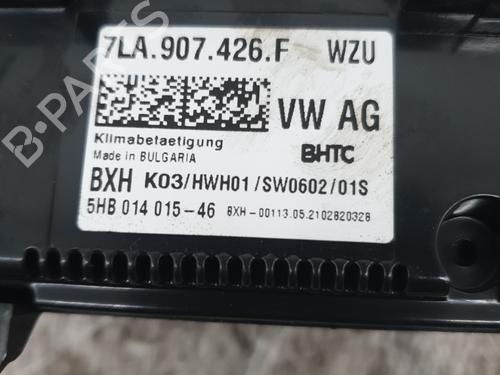 7LA.907.426.F WZU
VW AG
Klimabetaetigung
Made in BULGARIA
BHTC
BXH K03/HWH01/SW0602/01S
5HB 014 015-46 BXH-00113.05.2102820328
B-PARTS